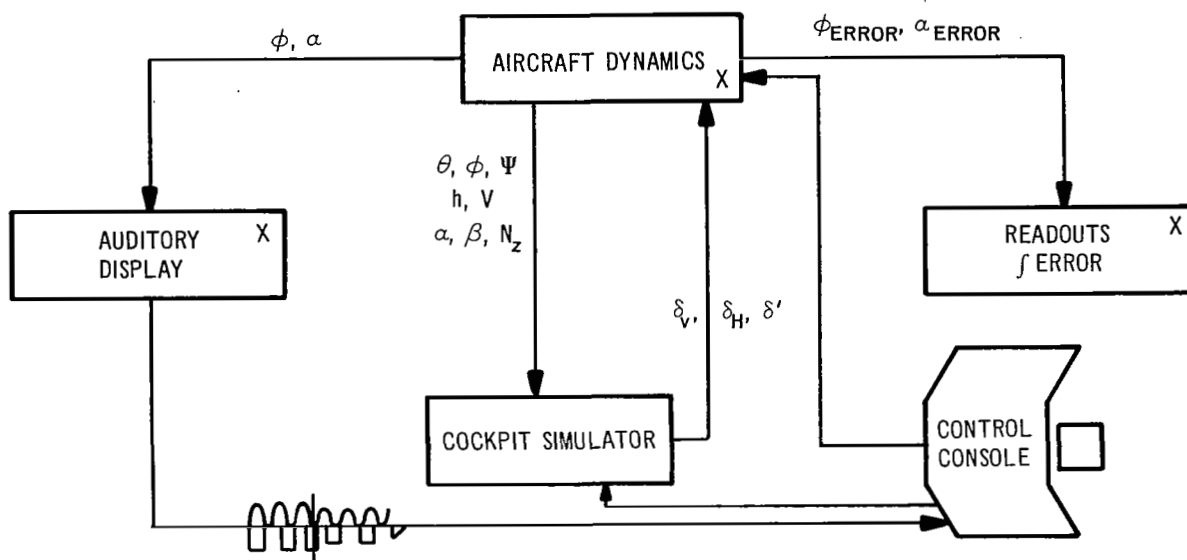 ϕ, α
AIRCRAFT DYNAMICS
X
ϕERROR, αERROR
θ, ϕ, Ψ
h, V
α, β, Nz
AUDITORY
DISPLAY
X
READOUTS
∫ ERROR
X
δv, δH, δ'
COCKPIT SIMULATOR
CONTROL
CONSOLE